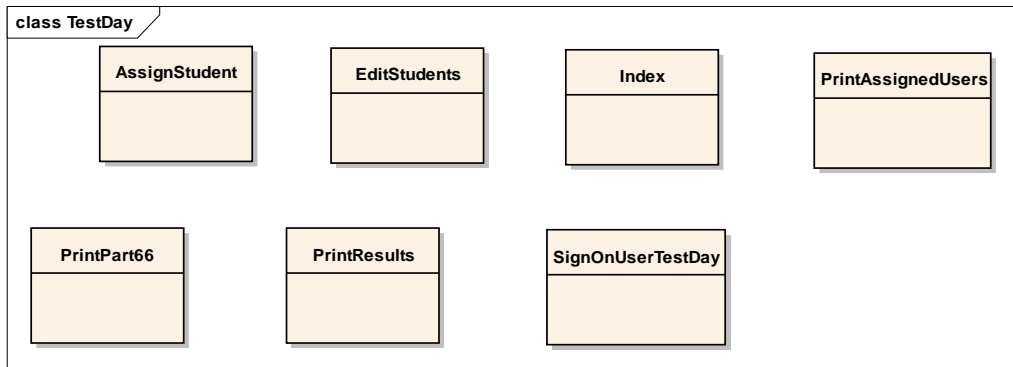 class TestDay
AssignStudent
EditStudents
Index
PrintAssignedUsers
PrintPart66
PrintResults
SignOnUserTestDay